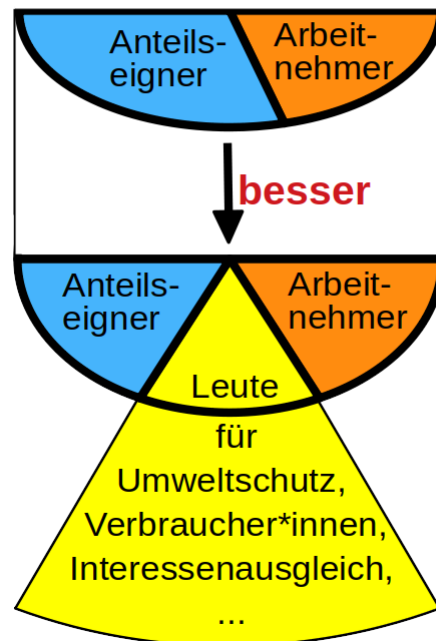 Anteils-
eigner
Arbeit-
nehmer
besser
Anteils-
eigner
Arbeit-
nehmer
Leute
für
Umweltschutz,
Verbraucher*innen,
Interessenausgleich,
...